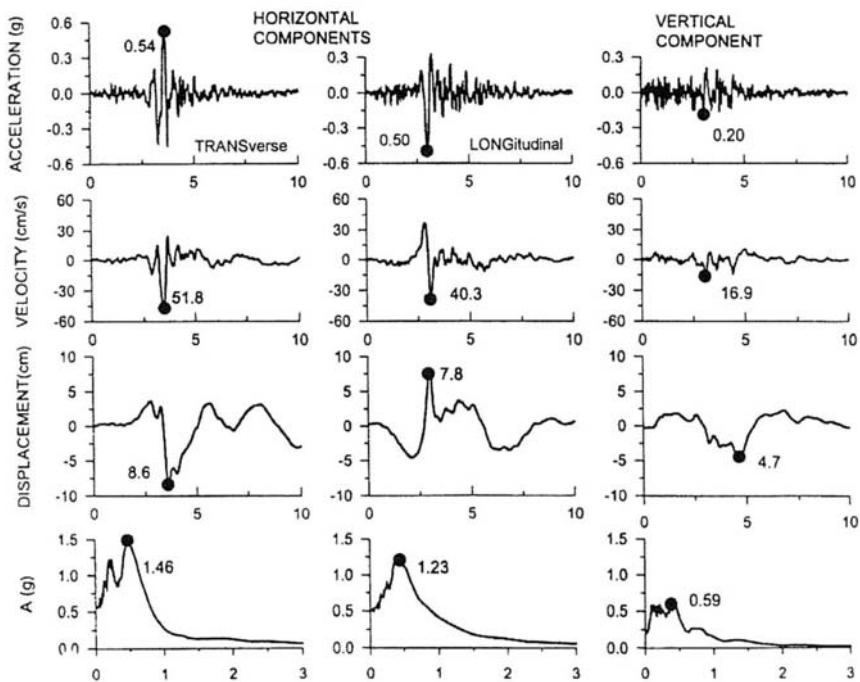 HORIZONTAL COMPONENTS
VERTICAL COMPONENT
ACCELERATION (g)
0.6 0.3 0.0 -0.3 -0.6
0.54
TRANSverse
0 5 10
0.3 0.0 -0.3 -0.6
0.50
LONGitudinal
0 5 10
0.3 0.0 -0.3 -0.6
0.20
0 5 10
VELOCITY (cm/s)
60 30 0 -30 -60
51.8
0 5 10
60 30 0 -30 -60
40.3
0 5 10
60 30 0 -30 -60
16.9
0 5 10
DISPLACEMENT(cm)
10 5 0 -5 -10
8.6
0 5 10
10 5 0 -5 -10
7.8
0 5 10
10 5 0 -5 -10
4.7
0 5 10
A (g)
1.5 1.0 0.5
1.46
0 1 2 3
1.5 1.0 0.5 0.0
1.23
0 1 2 3
1.5 1.0 0.5 0.0
0.59
0 1 2 3